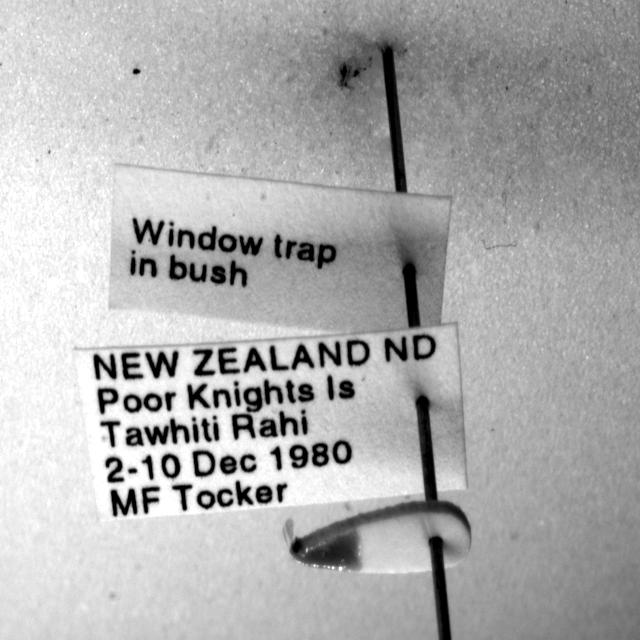 Window trap
in bush
NEW ZEALAND ND
Poor Knights Is
Tawhiti Rahi
2-10 Dec 1980
MF Tocker